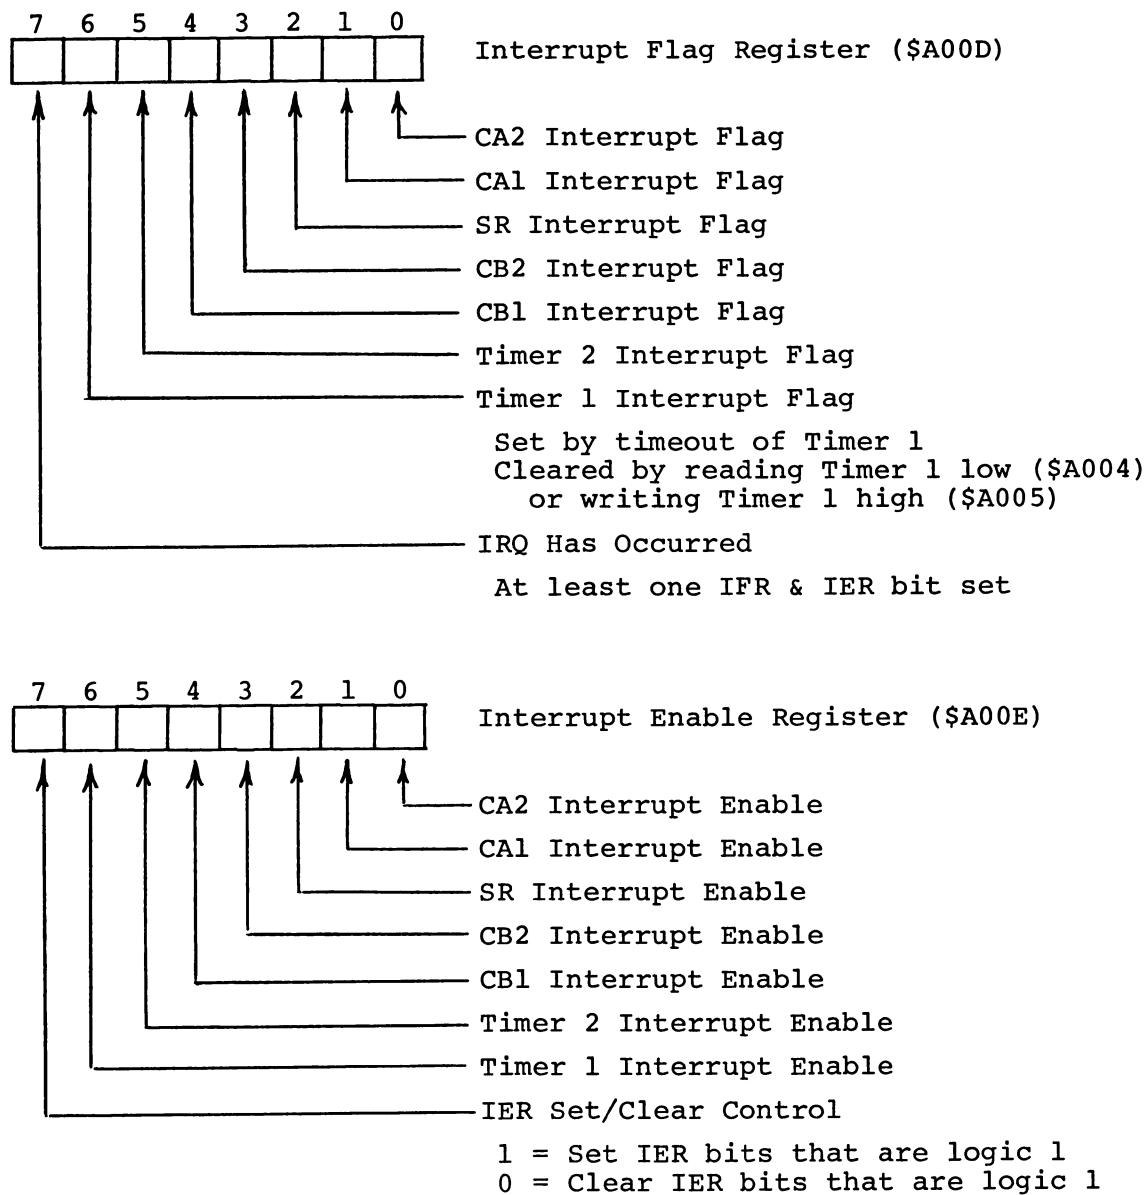 7 6 5 4 3 2 1 0
Interrupt Flag Register ($A00D)
CA2 Interrupt Flag
CA1 Interrupt Flag
SR Interrupt Flag
CB2 Interrupt Flag
CB1 Interrupt Flag
Timer 2 Interrupt Flag
Timer 1 Interrupt Flag
Set by timeout of Timer 1
Cleared by reading Timer 1 low ($A004)
or writing Timer 1 high ($A005)
IRQ Has Occurred
At least one IFR & IER bit set
7 6 5 4 3 2 1 0
Interrupt Enable Register ($A00E)
CA2 Interrupt Enable
CA1 Interrupt Enable
SR Interrupt Enable
CB2 Interrupt Enable
CB1 Interrupt Enable
Timer 2 Interrupt Enable
Timer 1 Interrupt Enable
IER Set/Clear Control
1 = Set IER bits that are logic 1
0 = Clear IER bits that are logic 1